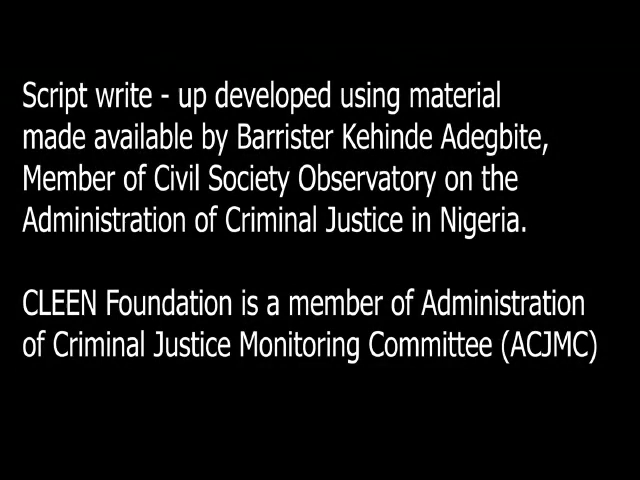 Script write - up developed using material
made available by Barrister Kehinde Adegbite,
Member of Civil Society Observatory on the
Administration of Criminal Justice in Nigeria.
CLEEN Foundation is a member of Administration
of Criminal Justice Monitoring Committee (ACJMC)